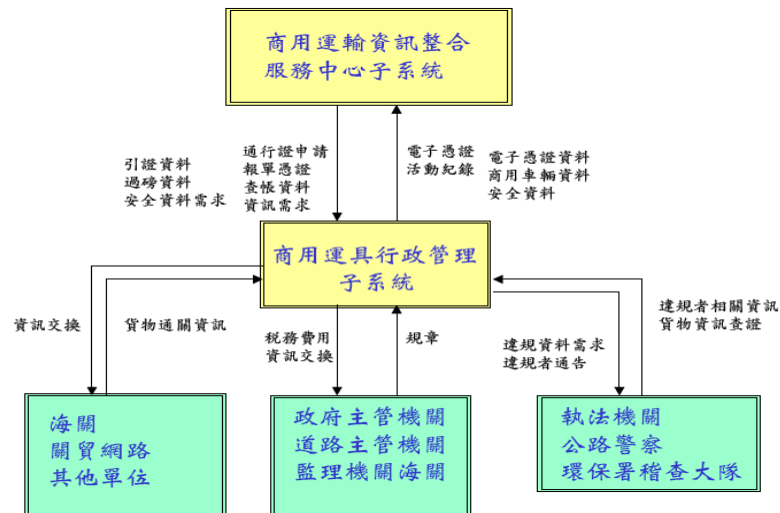 商用運輸資訊整合
服務中心子系統
引證資料
過磅資料
安全資料需求
通行證申請
報單憑證
查帳資料
資訊需求
電子憑證
活動紀錄
電子憑證資料
商用車輛資料
安全資料
商用運具行政管理
子系統
資訊交換
貨物通關資訊
稅務費用
資訊交換
規章
違規資料需求
違規者通告
違規者相關資訊
貨物資訊查證
海關
關貿網路
其他單位
政府主管機關
道路主管機關
監理機關海關
執法機關
公路警察
環保署稽查大隊